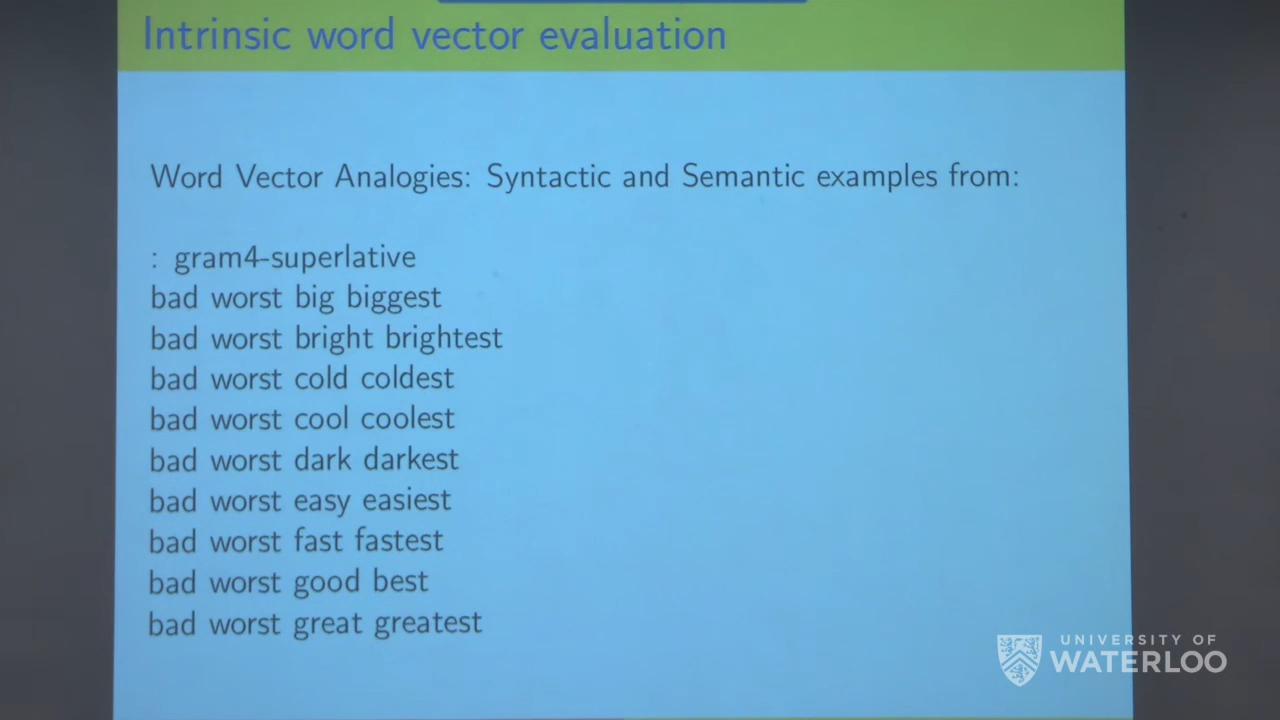 Intrinsic word vector evaluation
Word Vector Analogies: Syntactic and Semantic examples from:
: gram4-superlative
bad worst big biggest
bad worst bright brightest
bad worst cold coldest
bad worst cool coolest
bad worst dark darkest
bad worst easy easiest
bad worst fast fastest
bad worst good best
bad worst great greatest
UNIVERSITY OF
WATERLOO